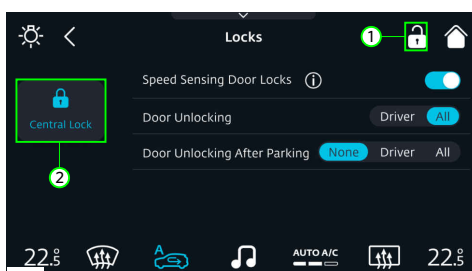 Locks
1
Speed Sensing Door Locks i
Central Lock
Door Unlocking Driver All
Door Unlocking After Parking None Driver All
2
22.5° A AUTO A/C 22.5°